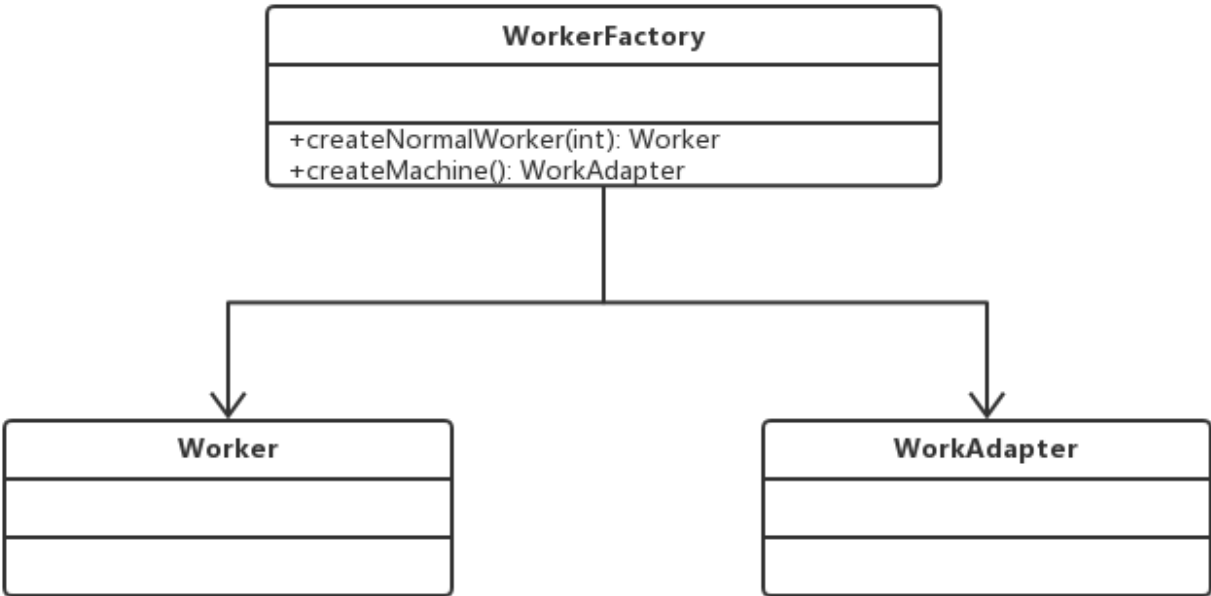 WorkerFactory
+createNormalWorker(int): Worker
+createMachine(): WorkAdapter
Worker
WorkAdapter